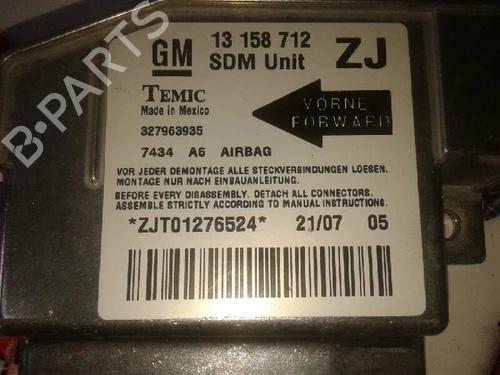 GM 13 158 712 ZJ
SDM Unit
TEMIC
Made in Mexico
VORNE
FORWARD
327963935
7434 A6 AIRBAG
VOR JEDER DEMONTAGE ALLE STECKVERBINDUNGEN LOESEN.
MONTAGE NUR NACH EINBAUANLEITUNG.
BEFORE EVERY DISASSEMBLY. DETACH ALL CONNECTORS.
ASSEMBLE STRICTLY ACCORDING TO MANUAL INSTRUCTIONS.
*ZJT01276524* 21/07 05
B-PARTS